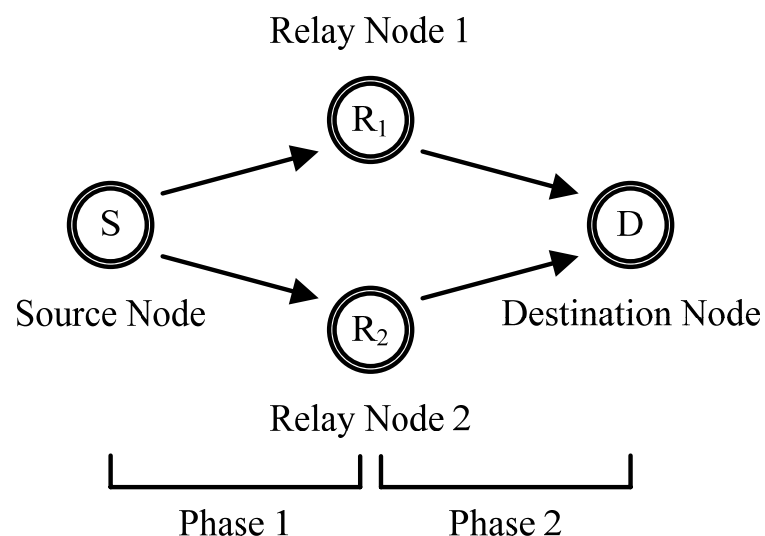 Relay Node 1
R1
S
D
Source Node
Destination Node
R2
Relay Node 2
Phase 1
Phase 2